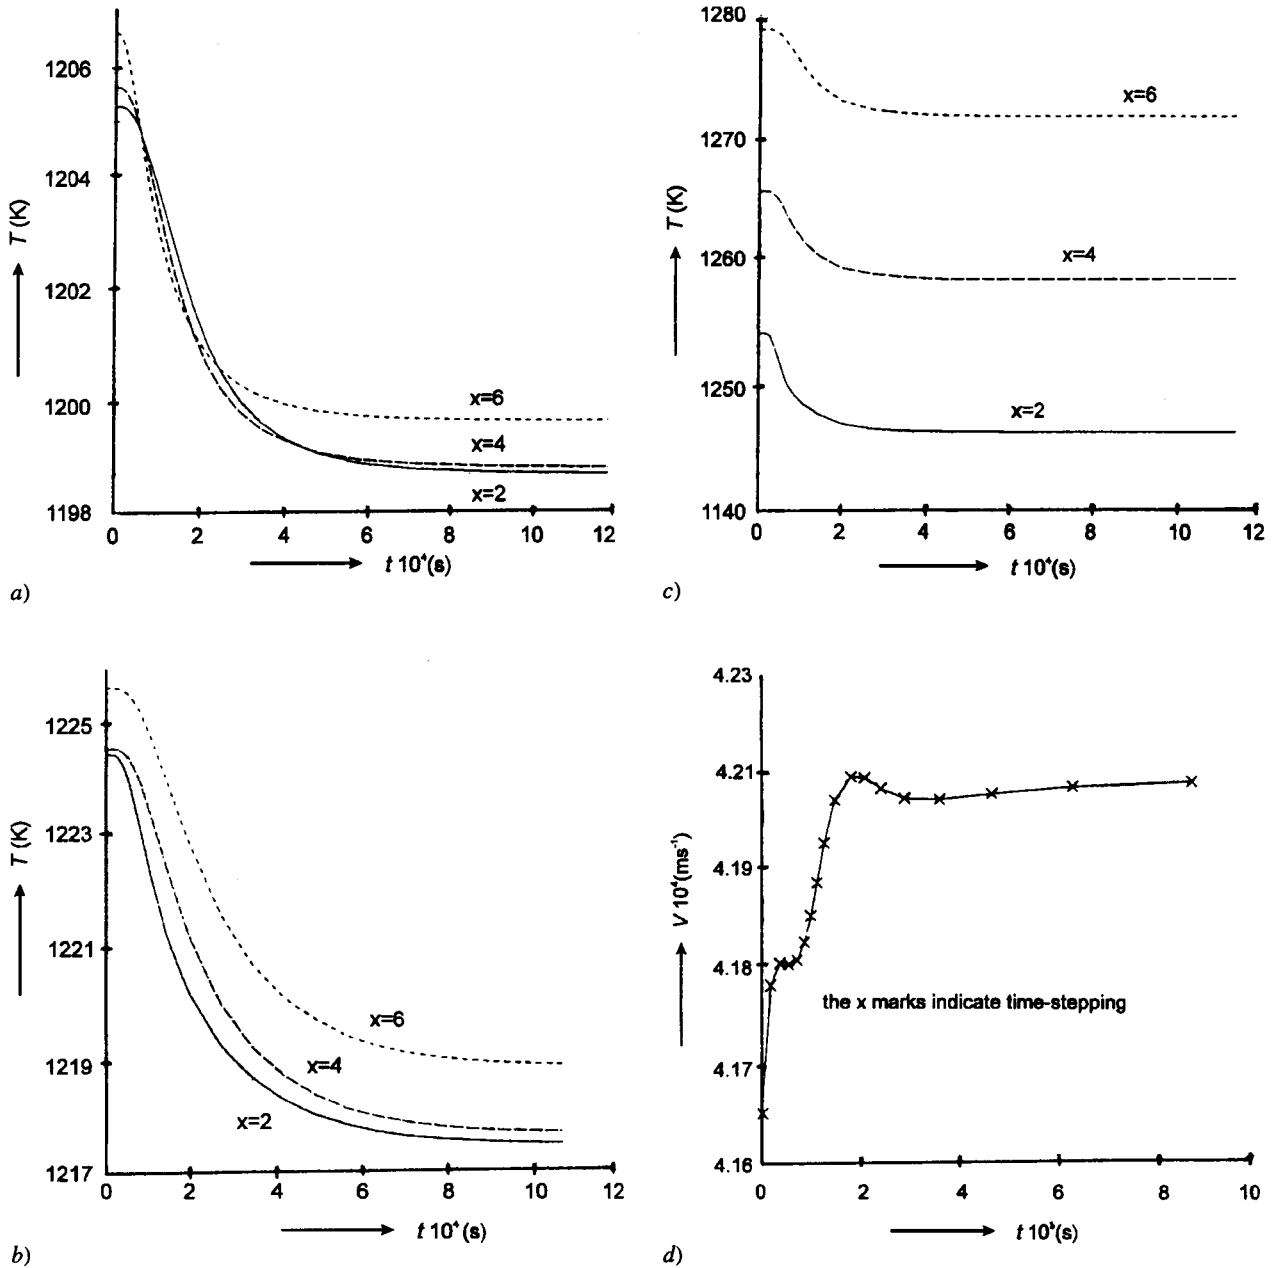 1206
1204
1202
1200
1198
T (K)
x=6
x=4
x=2
0 2 4 6 8 10 12
t 10⁴(s)
a)
1280
1270
1260
1250
1140
T (K)
x=6
x=4
x=2
0 2 4 6 8 10 12
t 10⁴(s)
c)
1225
1223
1221
1219
1217
T (K)
x=6
x=4
x=2
0 2 4 6 8 10 12
t 10⁴(s)
b)
4.23
4.21
4.19
4.18
4.17
4.16
V 10⁴(ms⁻¹)
the x marks indicate time-stepping
0 2 4 6 8 10
t 10³(s)
d)